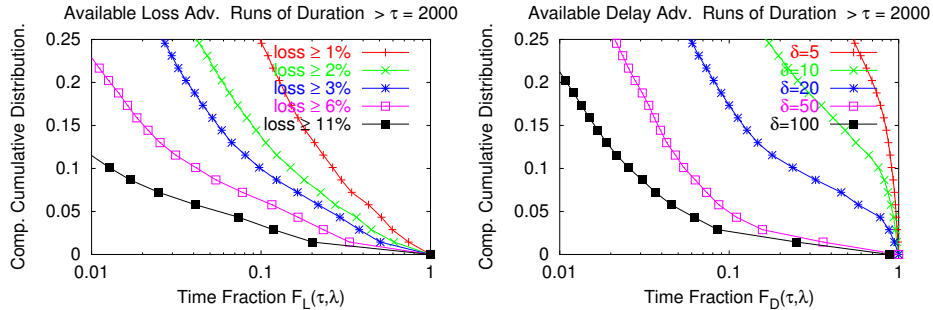 Available Loss Adv. Runs of Duration > τ = 2000
Comp. Cumulative Distribution.
0.25
0.2
0.15
0.1
0.05
0
0.01
0.1
1
loss ≥ 1%
loss ≥ 2%
loss ≥ 3%
loss ≥ 6%
loss ≥ 11%
Time Fraction F_L(τ,λ)
Available Delay Adv. Runs of Duration > τ = 2000
Comp. Cumulative Distribution.
0.25
0.2
0.15
0.1
0.05
0
0.01
0.1
1
δ=5
δ=10
δ=20
δ=50
δ=100
Time Fraction F_D(τ,λ)